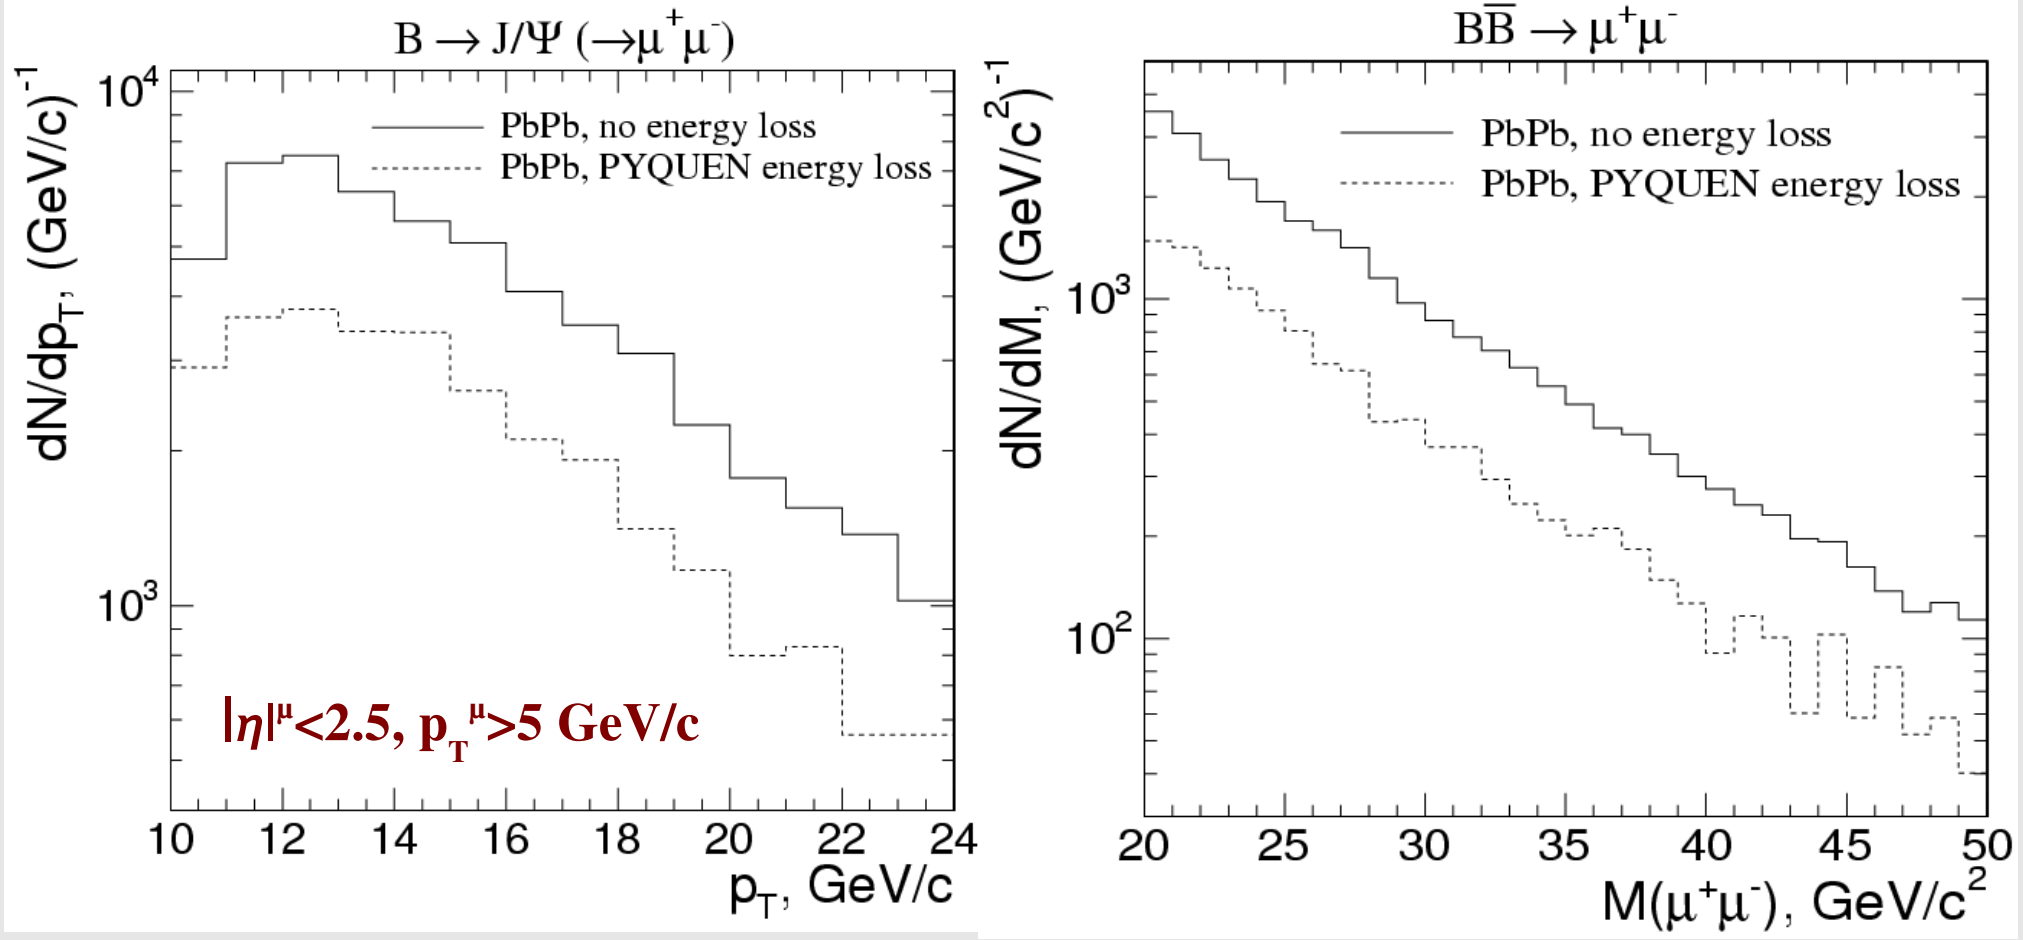 B → J/Ψ (→μ⁺μ⁻)
dN/dp_T, (GeV/c)⁻¹
10⁴
10³
PbPb, no energy loss
PbPb, PYQUEN energy loss
|η|^μ<2.5, p_T^μ>5 GeV/c
10 12 14 16 18 20 22 24
p_T, GeV/c
BB̅ → μ⁺μ⁻
dN/dM, (GeV/c²)⁻¹
10³
10²
PbPb, no energy loss
PbPb, PYQUEN energy loss
20 25 30 35 40 45 50
M(μ⁺μ⁻), GeV/c²